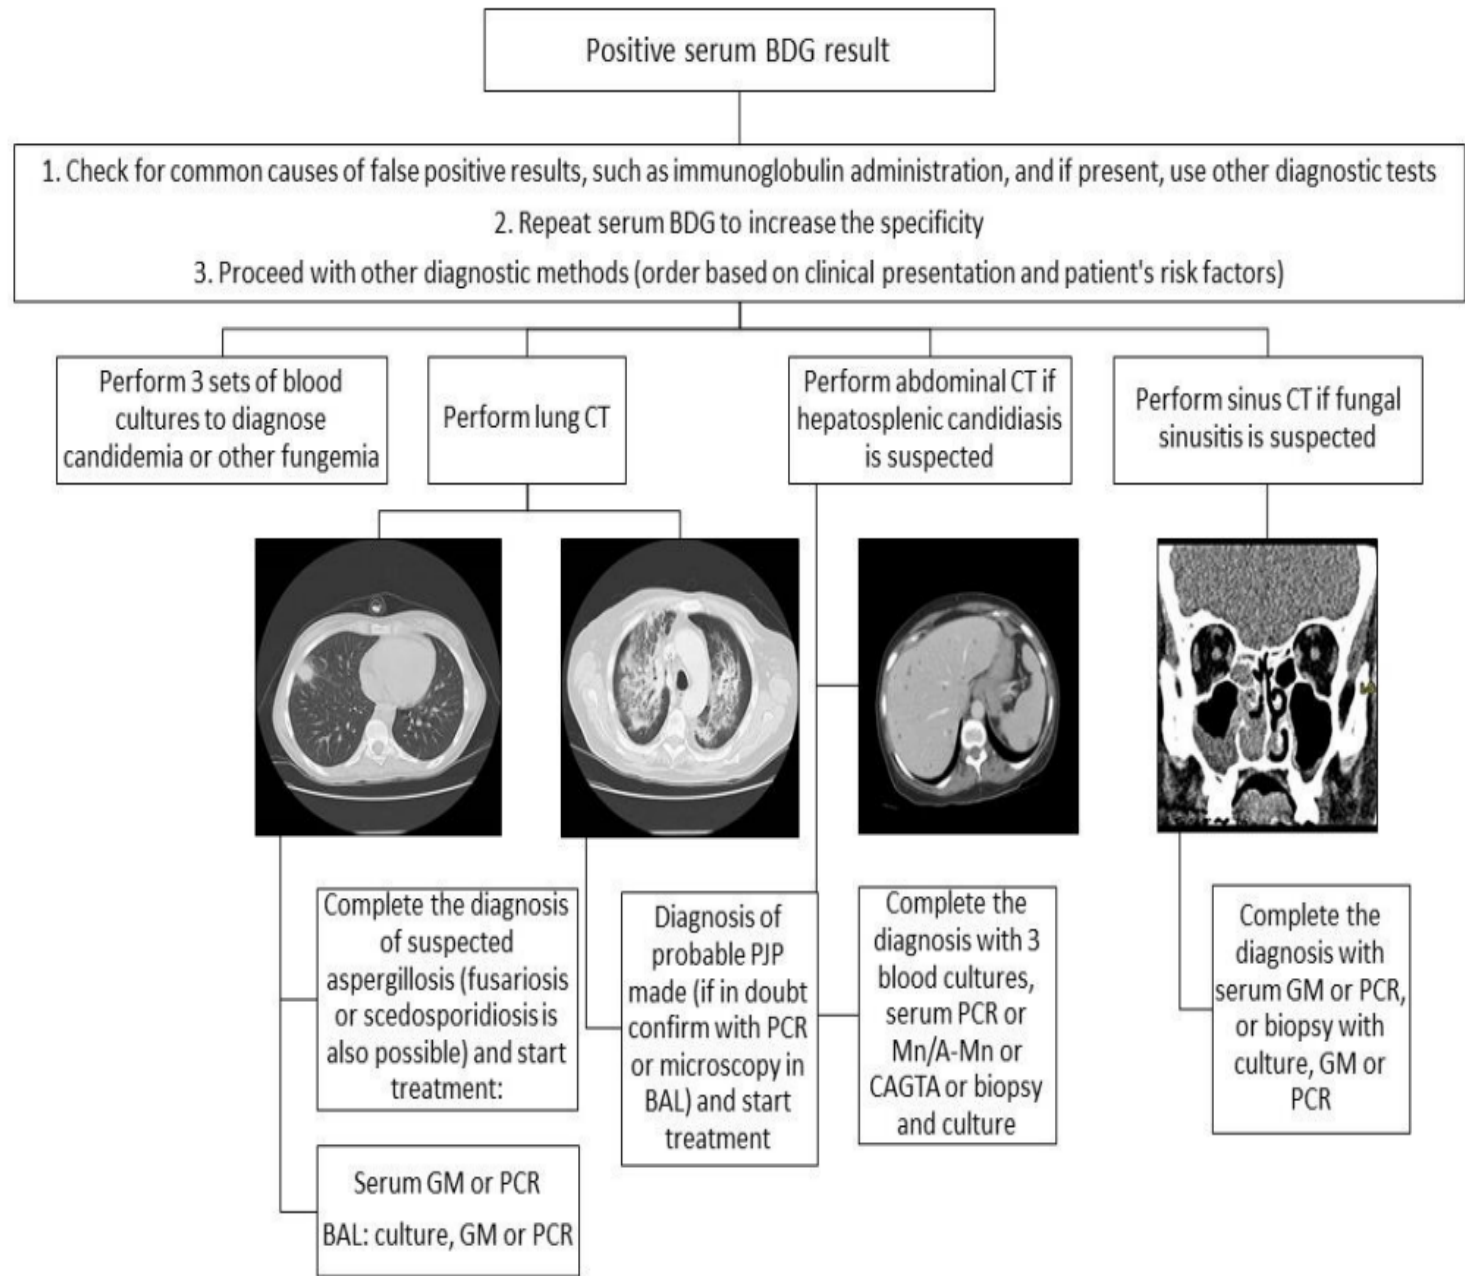 Positive serum BDG result
1. Check for common causes of false positive results, such as immunoglobulin administration, and if present, use other diagnostic tests
2. Repeat serum BDG to increase the specificity
3. Proceed with other diagnostic methods (order based on clinical presentation and patient's risk factors)
Perform 3 sets of blood
cultures to diagnose
candidemia or other fungemia
Perform lung CT
Perform abdominal CT if
hepatosplenic candidiasis
is suspected
Perform sinus CT if fungal
sinusitis is suspected
Complete the diagnosis
of suspected
aspergillosis (fusariosis
or scedosporidiosis is
also possible) and start
treatment:
Serum GM or PCR
BAL: culture, GM or PCR
Diagnosis of
probable PJP
made (if in doubt
confirm with PCR
or microscopy in
BAL) and start
treatment
Complete the
diagnosis with 3
blood cultures,
serum PCR or
Mn/A-Mn or
CAGTA or biopsy
and culture
Complete the
diagnosis with
serum GM or PCR,
or biopsy with
culture, GM or
PCR